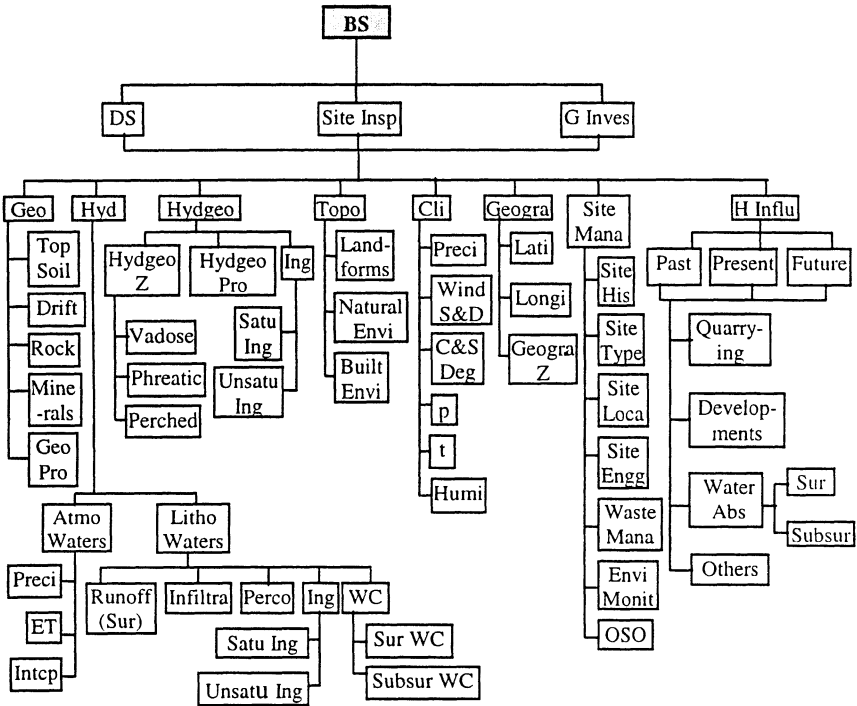 BS
DS
Site Insp
G Inves
Geo
Hyd
Hydgeo
Topo
Cli
Geogra
Site
Mana
H Influ
Top
Soil
Drift
Rock
Mine
-rals
Geo
Pro
Atmo
Waters
Preci
ET
Intcp
Litho
Waters
Runoff
(Sur)
Infiltra
Perco
Ing
Satu Ing
Unsatu Ing
WC
Sur WC
Subsur WC
Hydgeo
Z
Vadose
Phreatic
Perched
Hydgeo
Pro
Ing
Satu
Ing
Unsatu
Ing
Land-
forms
Natural
Envi
Built
Envi
Preci
Wind
S&D
C&S
Deg
p
t
Humi
Lati
Longi
Geogra
Z
Site
His
Site
Type
Site
Loca
Site
Engg
Waste
Mana
Envi
Monit
OSO
Past
Present
Future
Quarry-
ing
Develop-
ments
Water
Abs
Sur
Subsur
Others